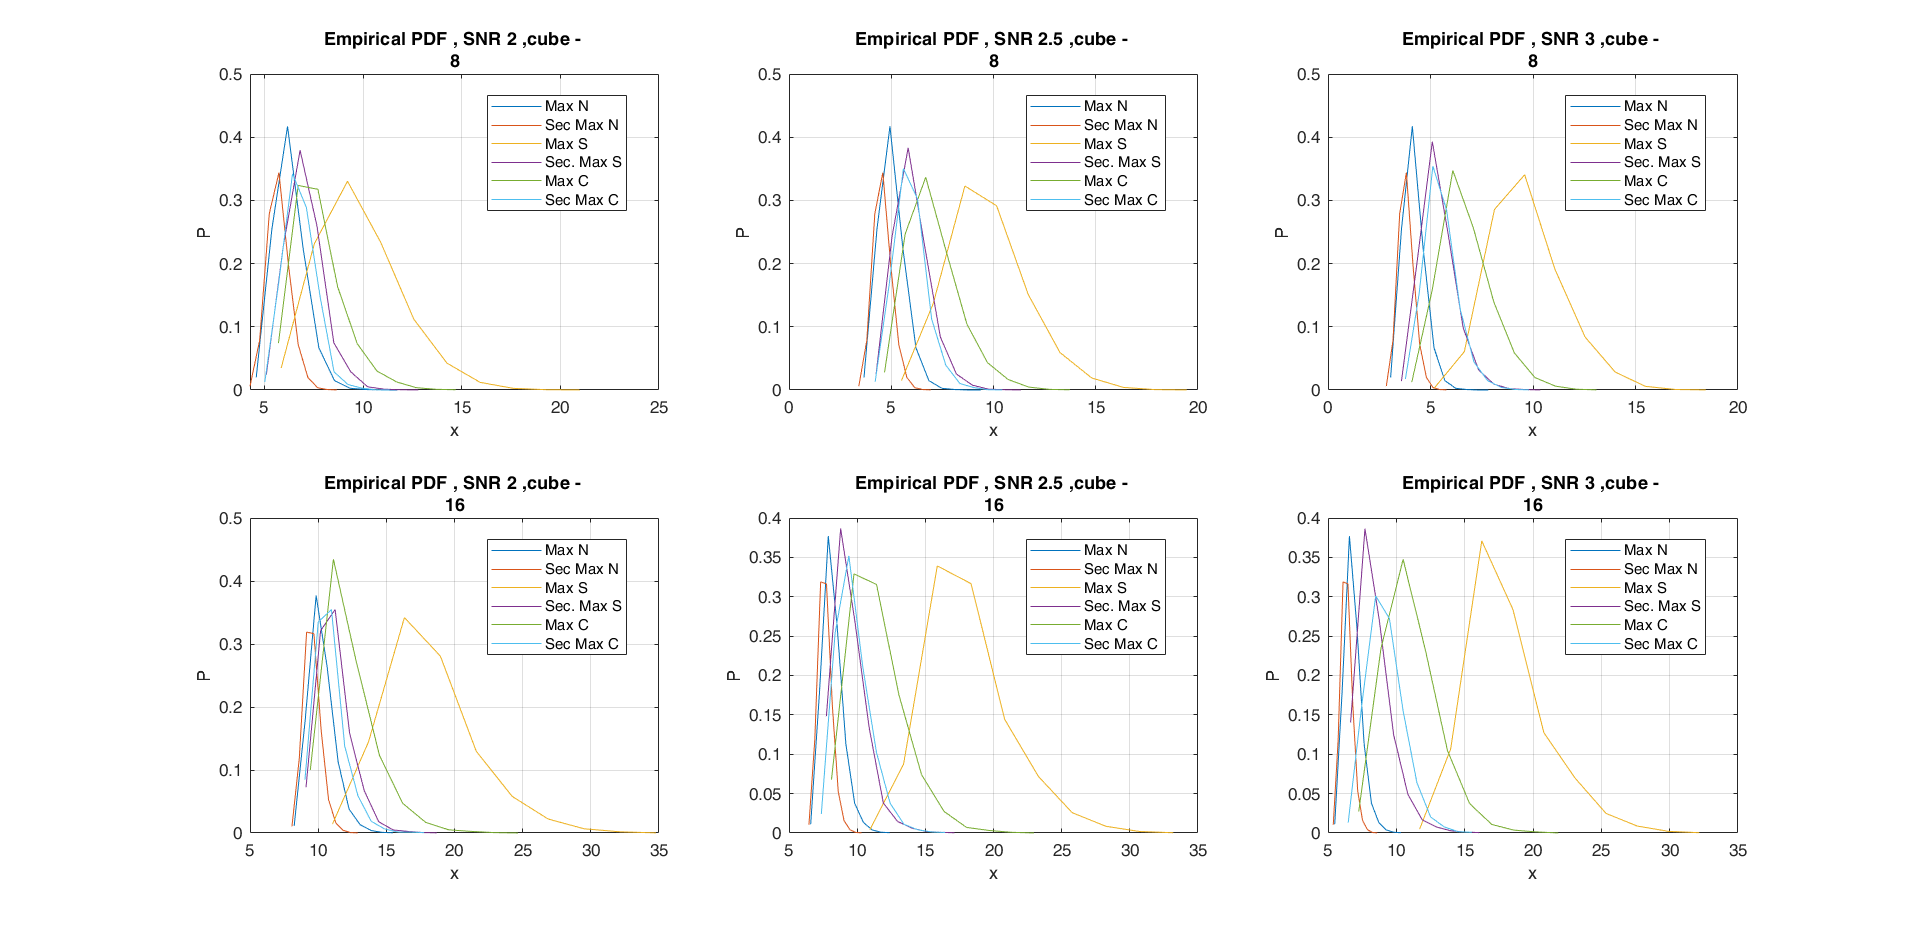 Empirical PDF , SNR 2 ,cube -
8
0.5
0.4
0.3
0.2
0.1
0
P
5
10
15
20
25
x
Max N
Sec Max N
Max S
Sec. Max S
Max C
Sec Max C
Empirical PDF , SNR 2.5 ,cube -
8
0.5
0.4
0.3
0.2
0.1
0
P
0
5
10
15
20
x
Max N
Sec Max N
Max S
Sec. Max S
Max C
Sec Max C
Empirical PDF , SNR 3 ,cube -
8
0.5
0.4
0.3
0.2
0.1
0
P
0
5
10
15
20
x
Max N
Sec Max N
Max S
Sec. Max S
Max C
Sec Max C
Empirical PDF , SNR 2 ,cube -
16
0.5
0.4
0.3
0.2
0.1
0
P
5
10
15
20
25
30
35
x
Max N
Sec Max N
Max S
Sec. Max S
Max C
Sec Max C
Empirical PDF , SNR 2.5 ,cube -
16
0.4
0.35
0.3
0.25
0.2
0.15
0.1
0.05
0
P
5
10
15
20
25
30
35
x
Max N
Sec Max N
Max S
Sec. Max S
Max C
Sec Max C
Empirical PDF , SNR 3 ,cube -
16
0.4
0.35
0.3
0.25
0.2
0.15
0.1
0.05
0
P
5
10
15
20
25
30
35
x
Max N
Sec Max N
Max S
Sec. Max S
Max C
Sec Max C